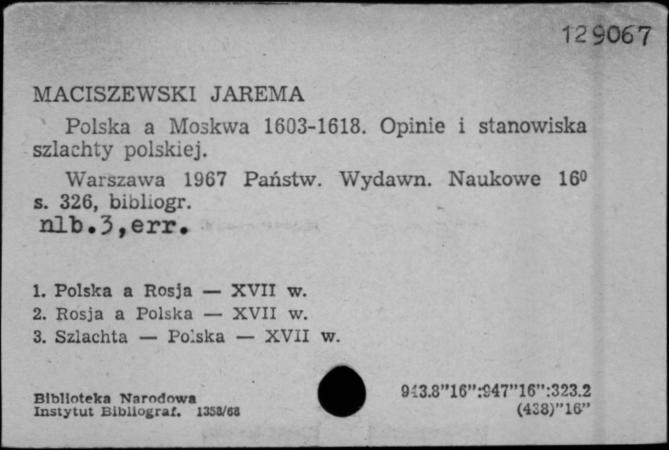 129067
MACISZEWSKI JAREMA
Polska a Moskwa 1603-1618. Opinie i stanowiska
szlachty polskiej.
Warszawa 1967 Państw. Wydawn. Naukowe 16⁰
s. 326, bibliogr.
nlb.3,err.
1. Polska a Rosja — XVII w.
2. Rosja a Polska — XVII w.
3. Szlachta — Polska — XVII w.
Biblioteka Narodowa
Instytut Bibliograf. 1358/68
943.8"16":947"16":323.2
(438)"16"